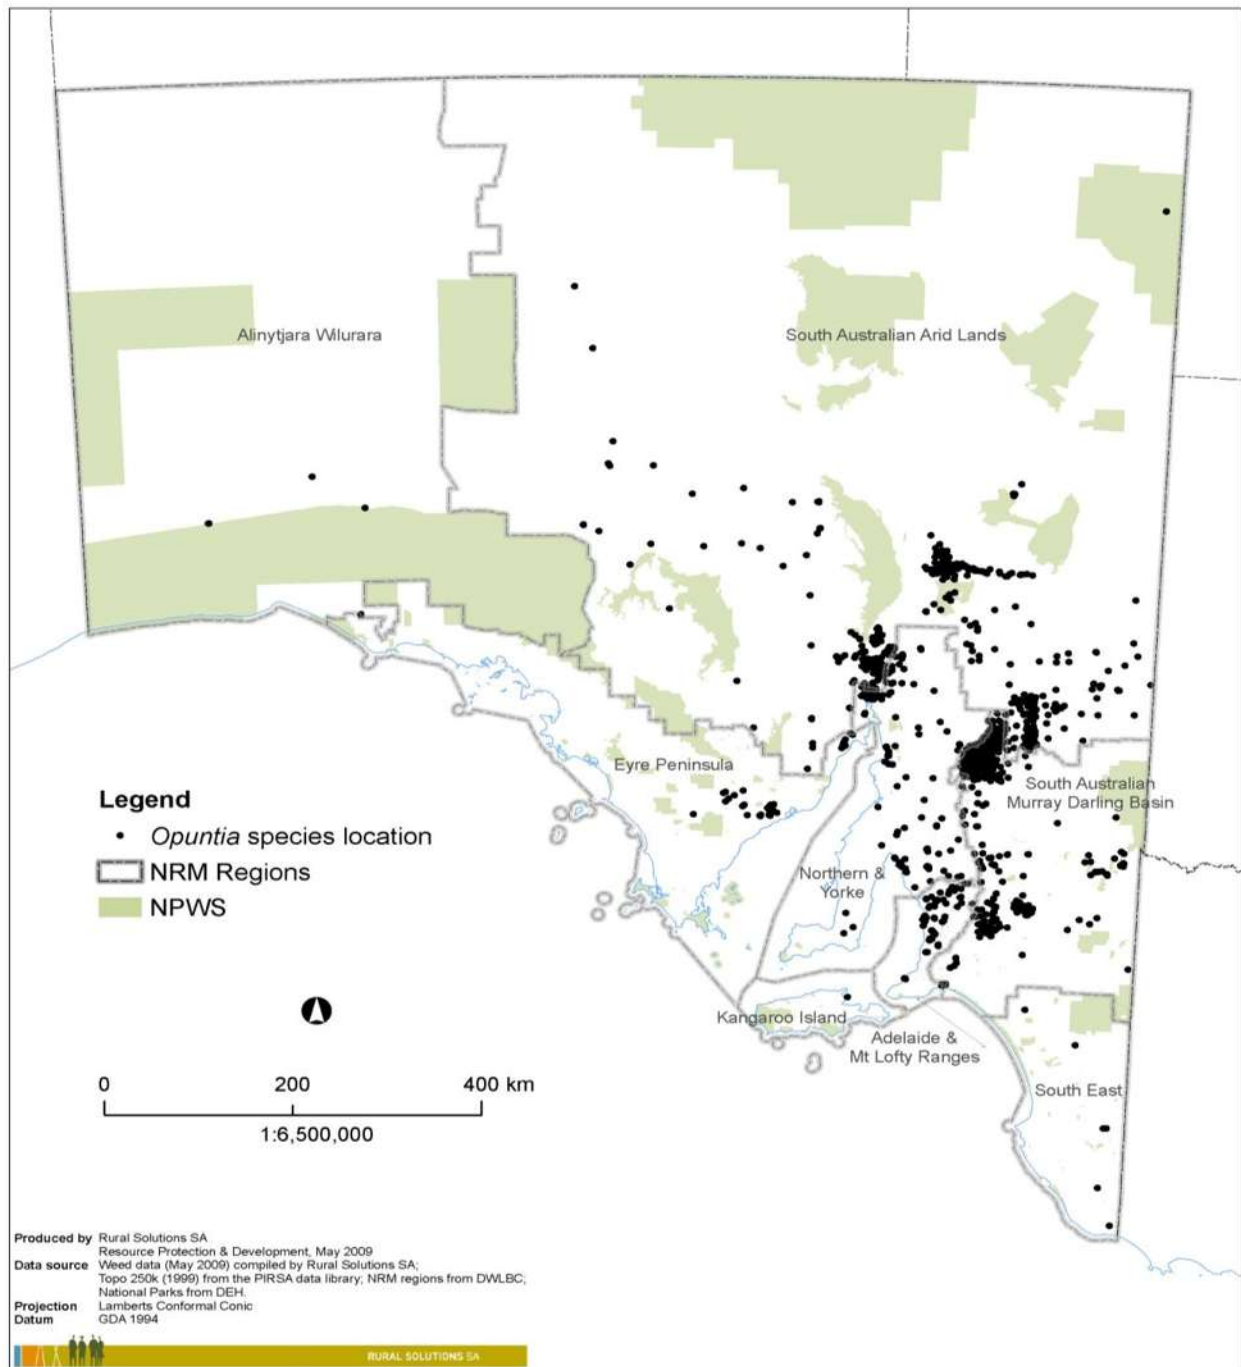 Alinytjara Wilurara
South Australian Arid Lands
Eyre Peninsula
South Australian
Murray Darling Basin
Legend
Opuntia species location
NRM Regions
NPWS
Northern &
Yorke
Kangaroo Island
Adelaide &
Mt Lofty Ranges
South East
0 200 400 km
1:6,500,000
Produced by Rural Solutions SA
Resource Protection & Development, May 2009
Data source Weed data (May 2009) compiled by Rural Solutions SA;
Topo 250k (1999) from the PIRSA data library; NRM regions from DWLBC;
National Parks from DEH.
Projection Lamberts Conformal Conic
Datum GDA 1994
RURAL SOLUTIONS SA